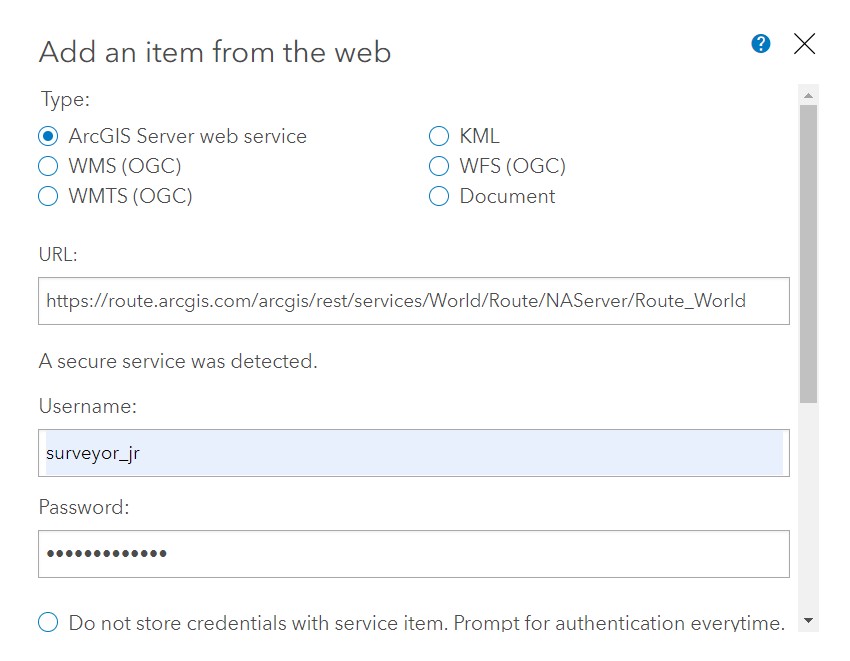 Add an item from the web
?
Type:
ArcGIS Server web service
KML
WMS (OGC)
WFS (OGC)
WMTS (OGC)
Document
URL:
https://route.arcgis.com/arcgis/rest/services/World/Route/NAServer/Route_World
A secure service was detected.
Username:
surveyor_jr
Password:
•••••••••••••
Do not store credentials with service item. Prompt for authentication everytime.